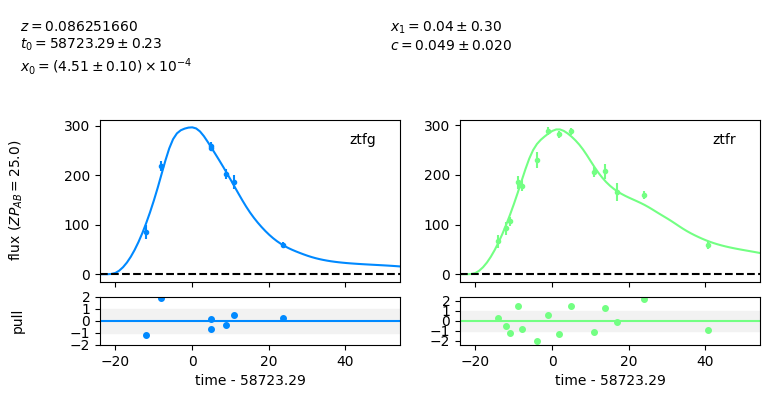 z = 0.086251660
t₀ = 58723.29 ± 0.23
x₀ = (4.51 ± 0.10) × 10⁻⁴
x₁ = 0.04 ± 0.30
c = 0.049 ± 0.020
flux (ZP_AB = 25.0)
300
200
100
0
ztfg
300
200
100
0
ztfr
pull
2
1
0
−1
−2
−20
0
20
40
time - 58723.29
2
1
0
−1
−2
−20
0
20
40
time - 58723.29